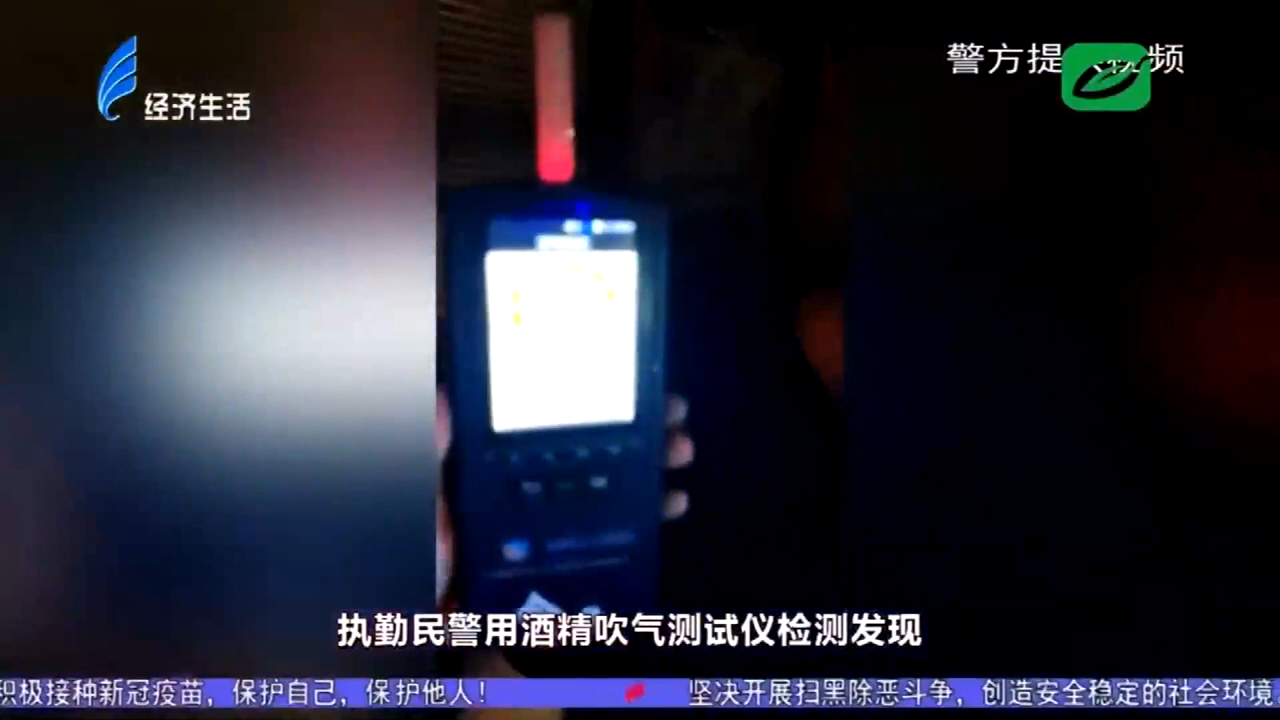 经济生活
警方提 视频
执勤民警用酒精吹气测试仪检测发现
积极接种新冠疫苗，保护自己，保护他人！
坚决开展扫黑除恶斗争，创造安全稳定的社会环境